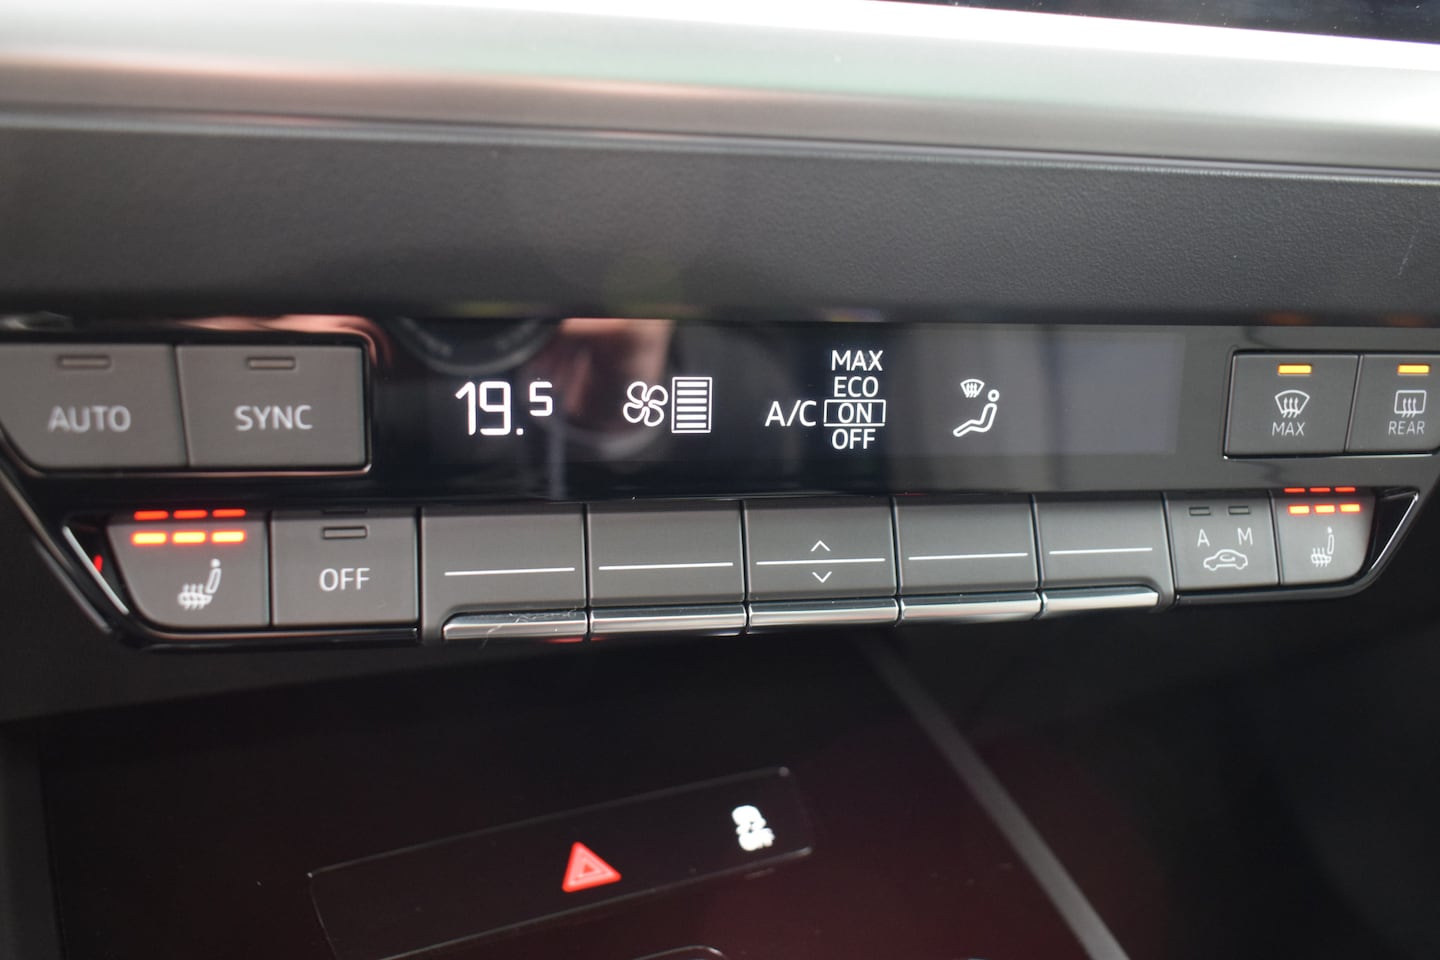 AUTO
SYNC
19.5
A/C
MAX
ECO
ON
OFF
MAX
REAR
OFF
A M